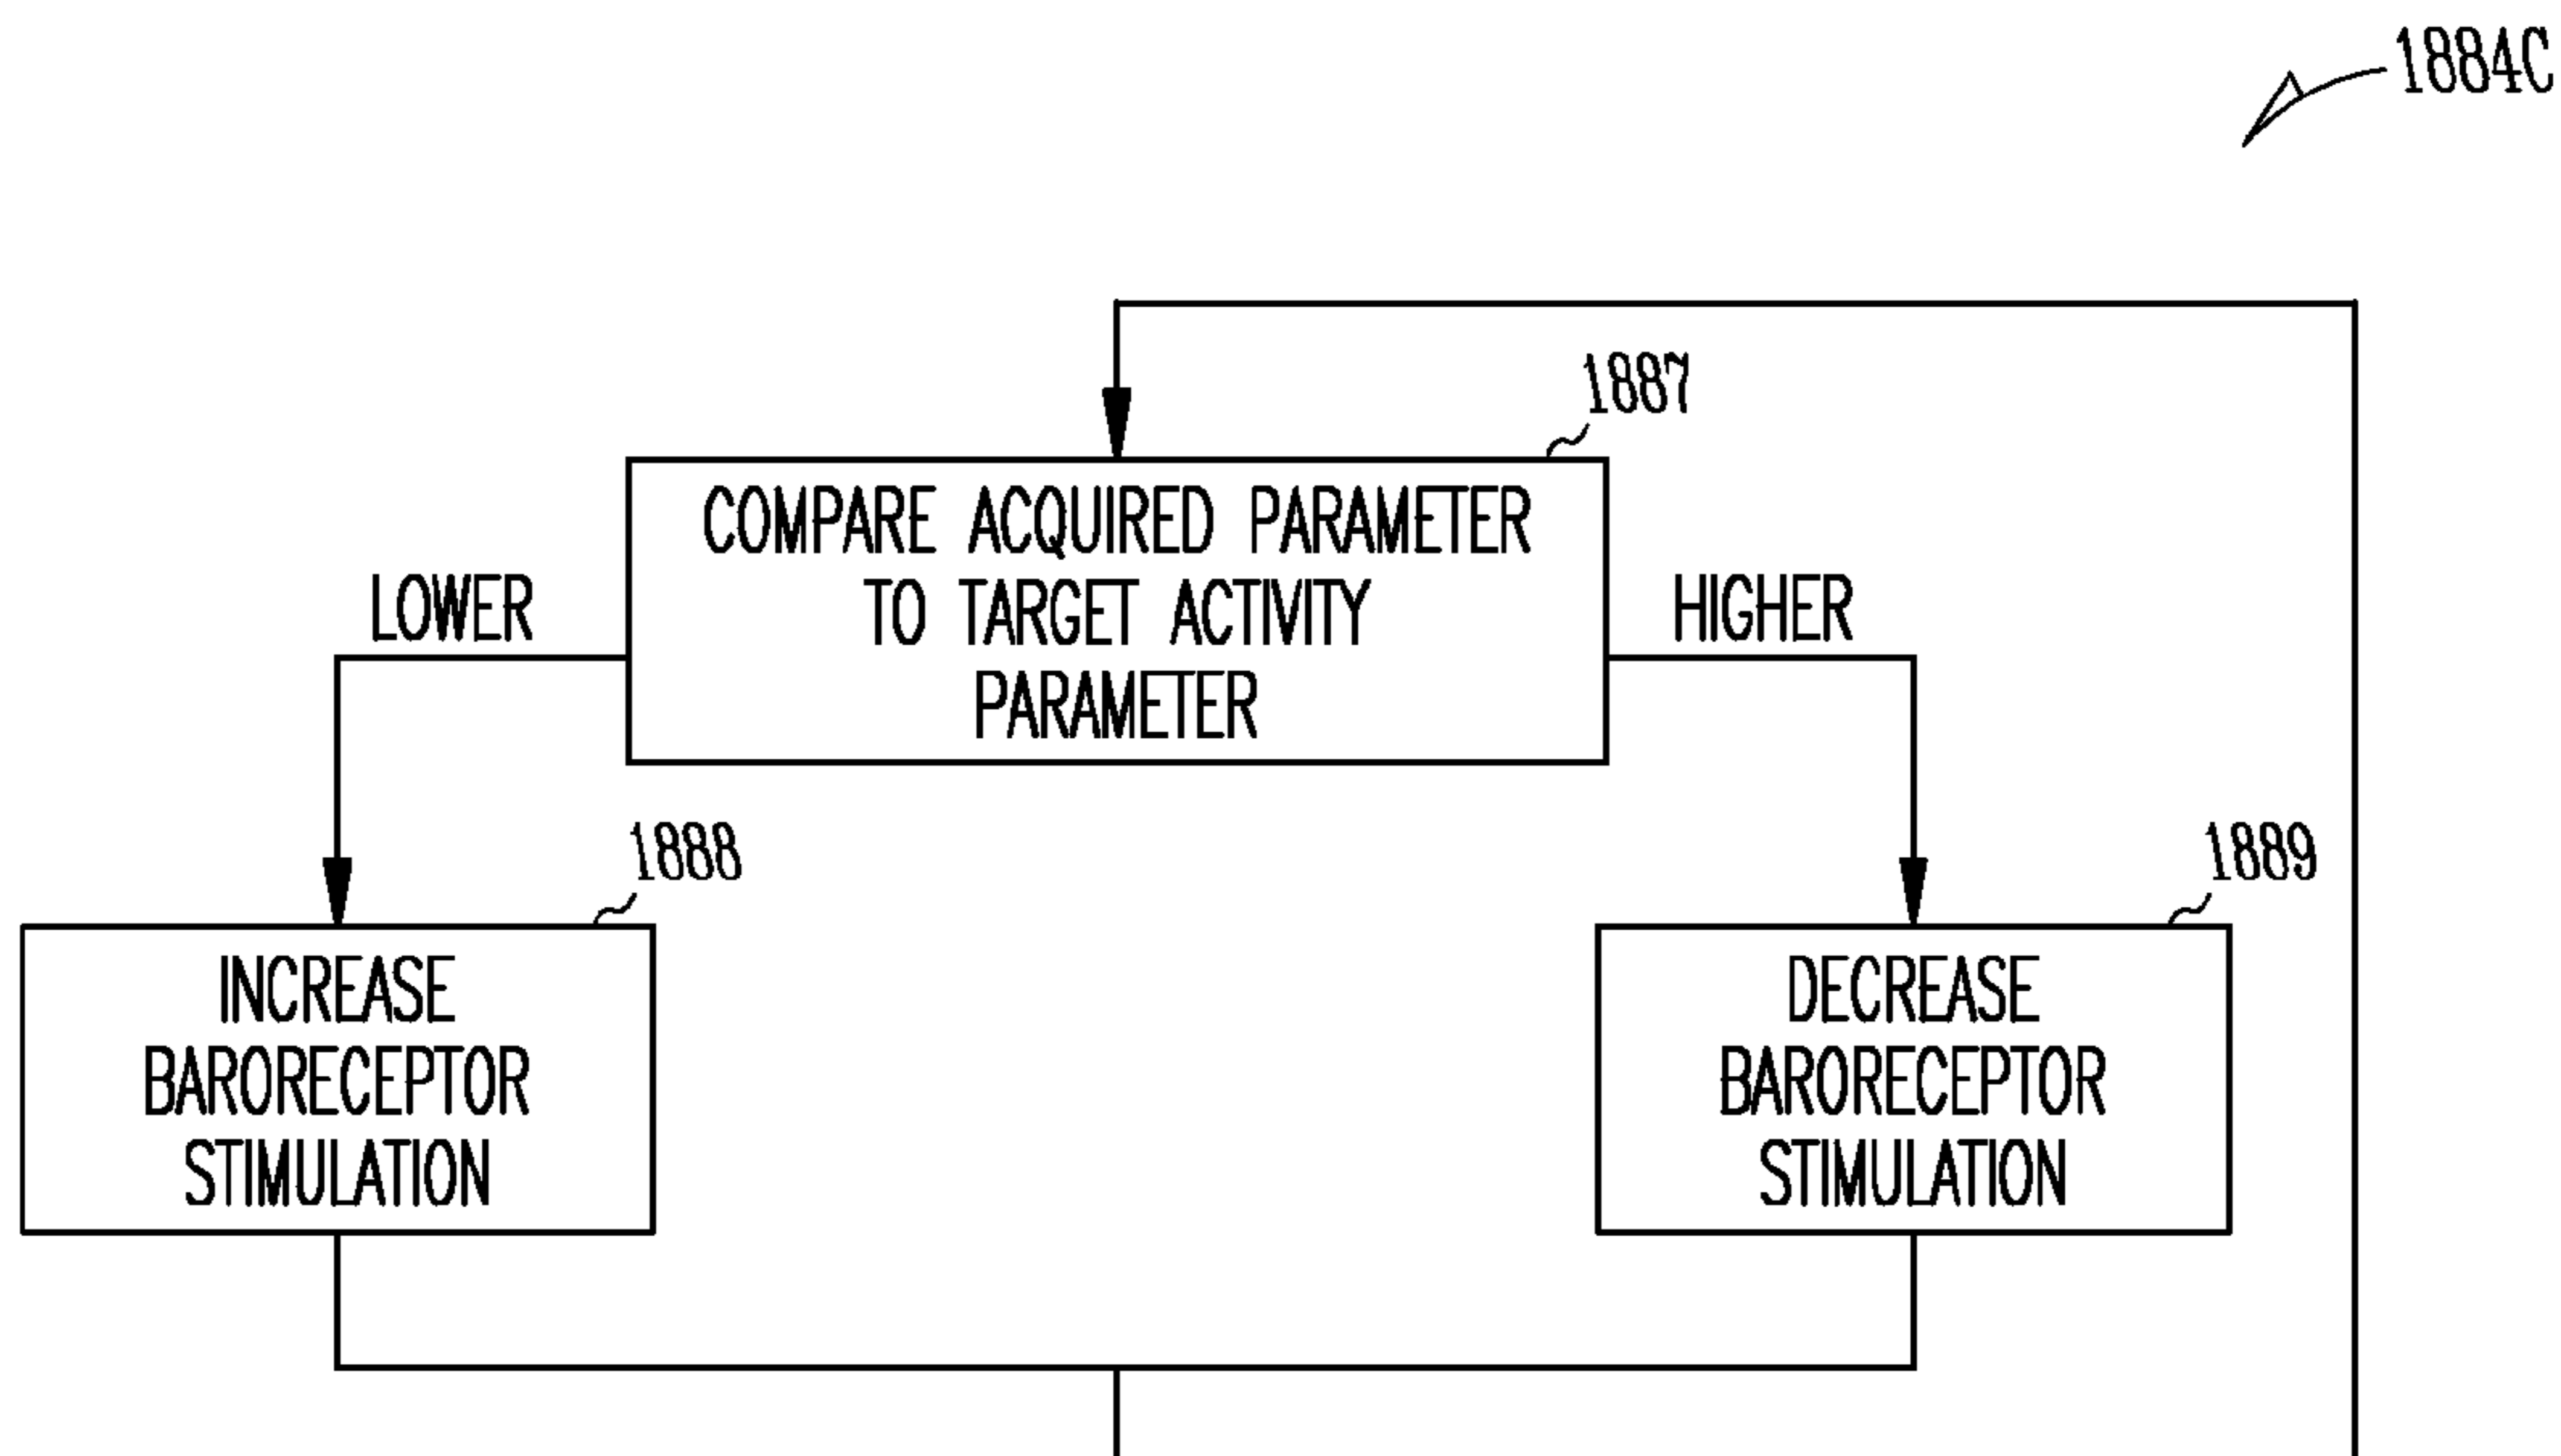 1884C
1887
COMPARE ACQUIRED PARAMETER
TO TARGET ACTIVITY
PARAMETER
LOWER
HIGHER
1888
INCREASE
BARORECEPTOR
STIMULATION
1889
DECREASE
BARORECEPTOR
STIMULATION